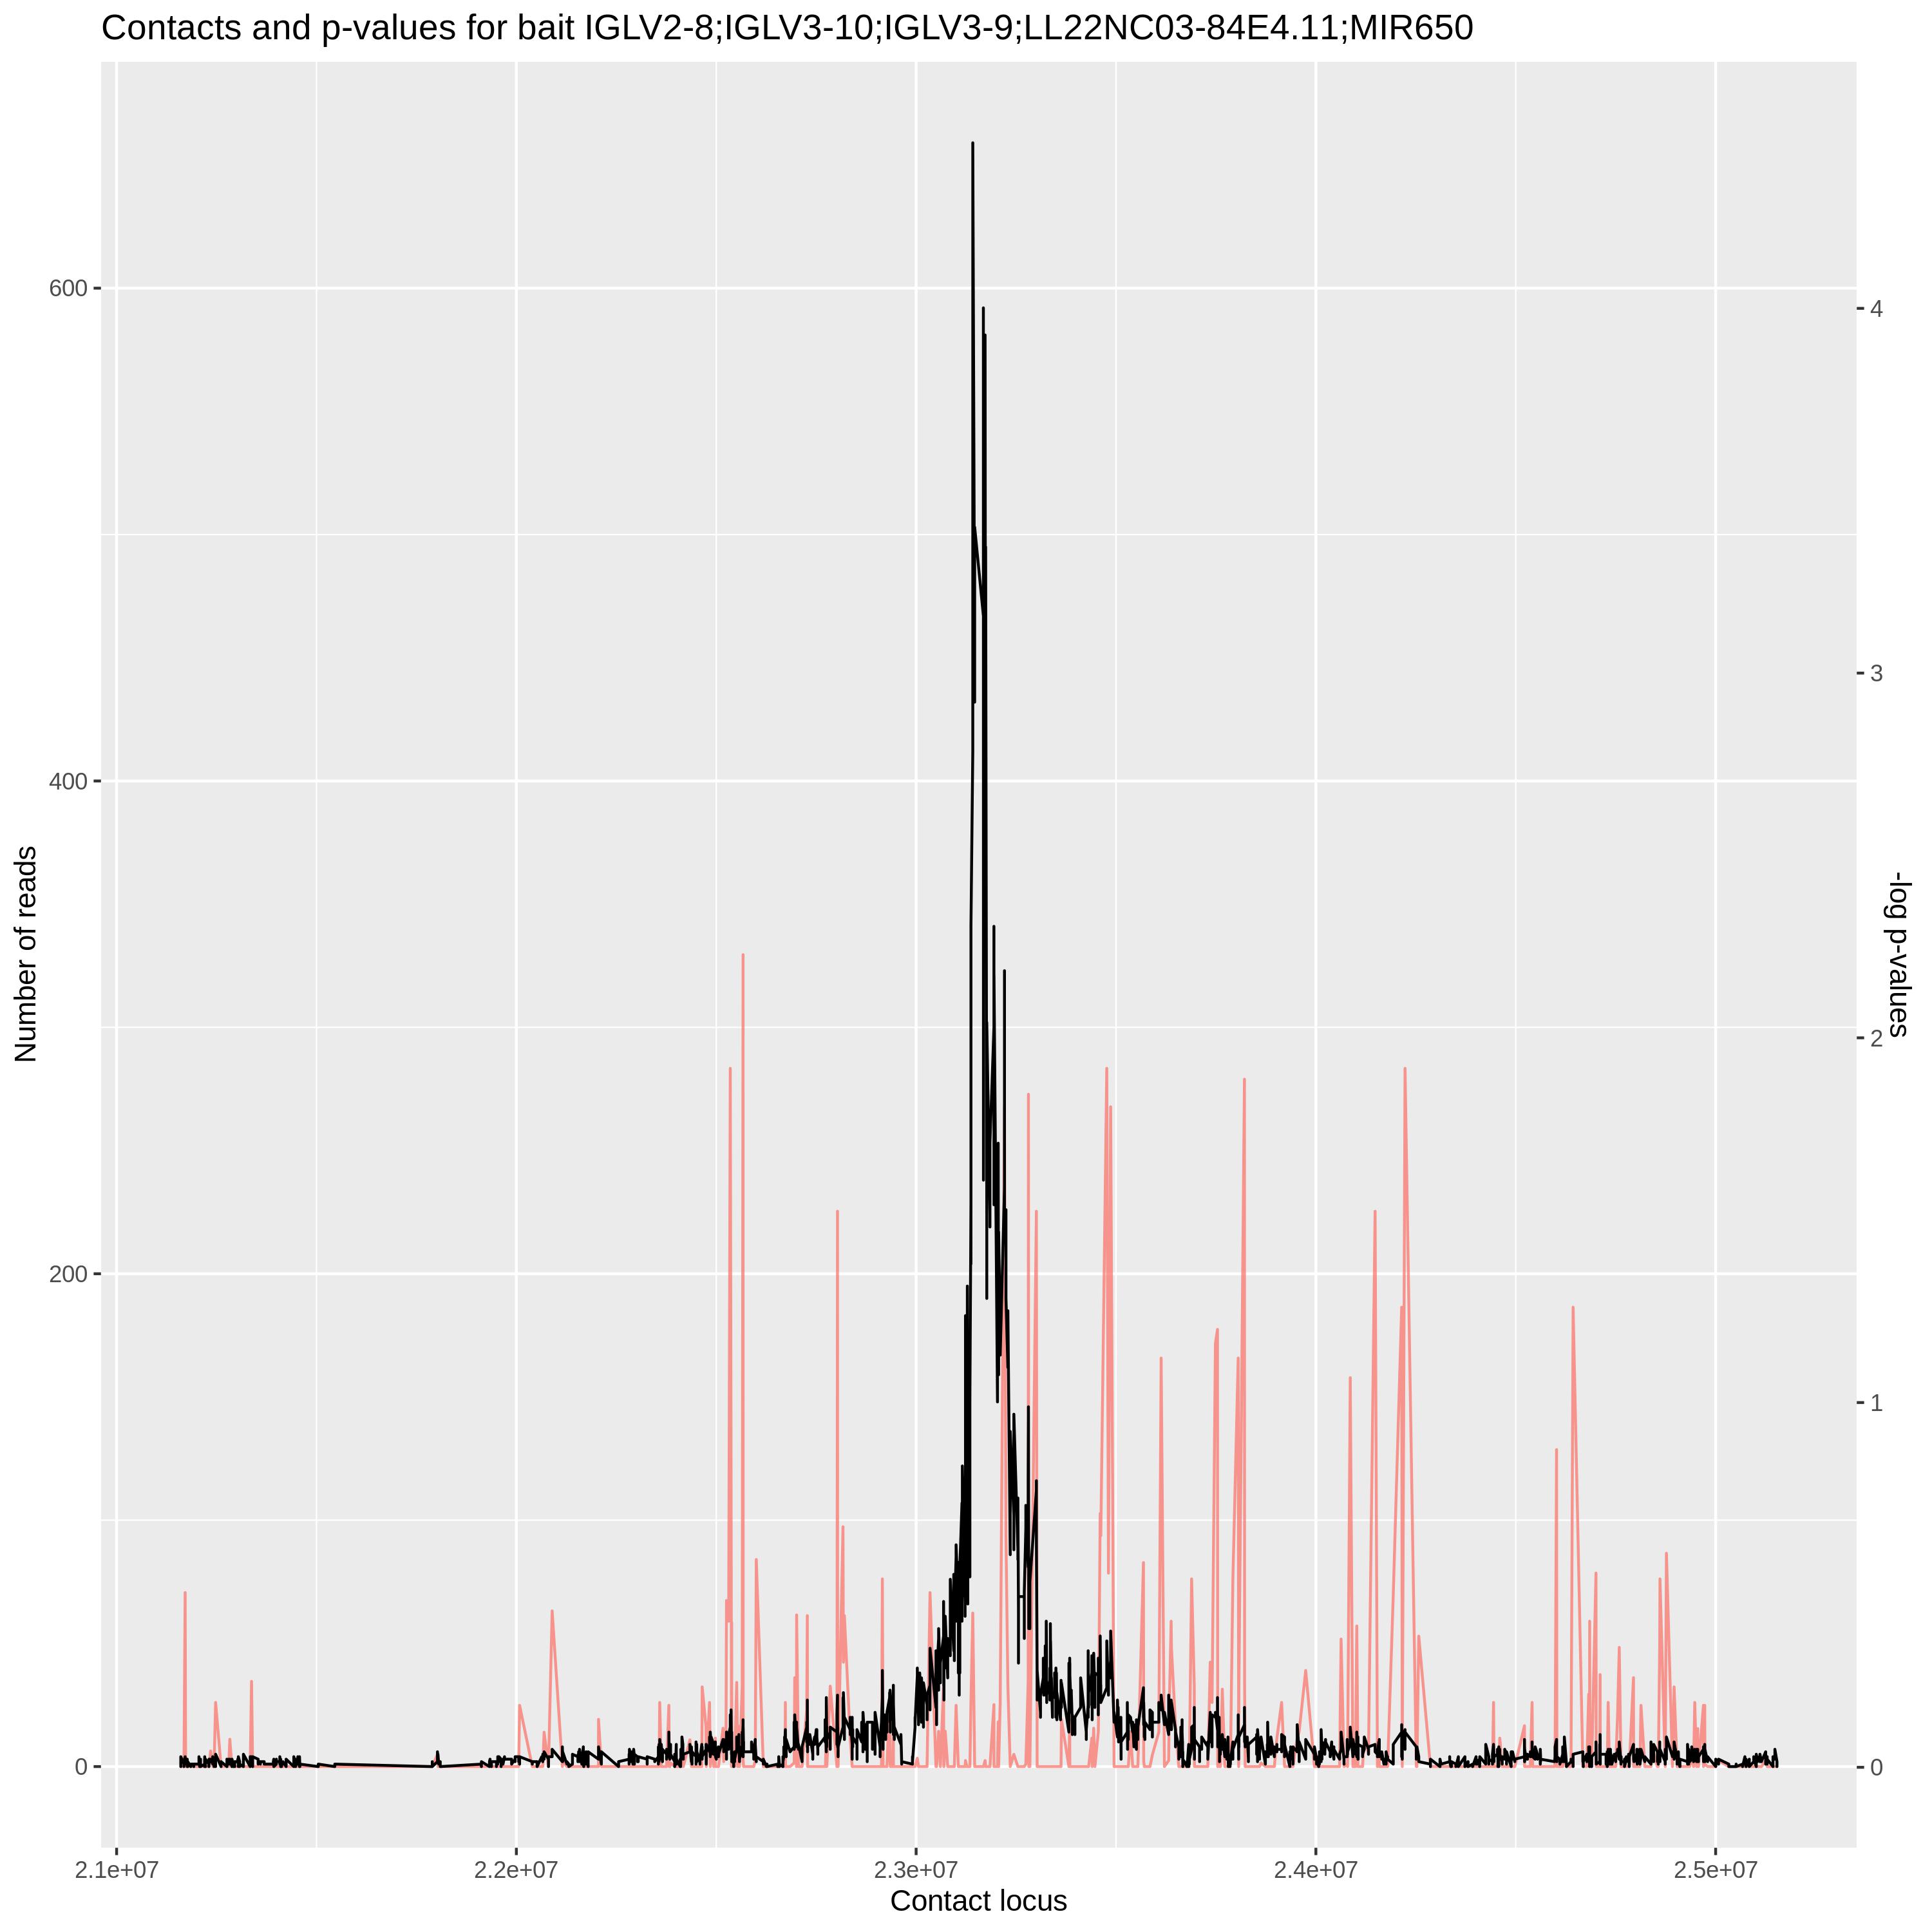 Contacts and p-values for bait IGLV2-8;IGLV3-10;IGLV3-9;LL22NC03-84E4.11;MIR650
Number of reads
600
400
200
0
-log p-values
4
3
2
1
0
2.1e+07
2.2e+07
2.3e+07
2.4e+07
2.5e+07
Contact locus